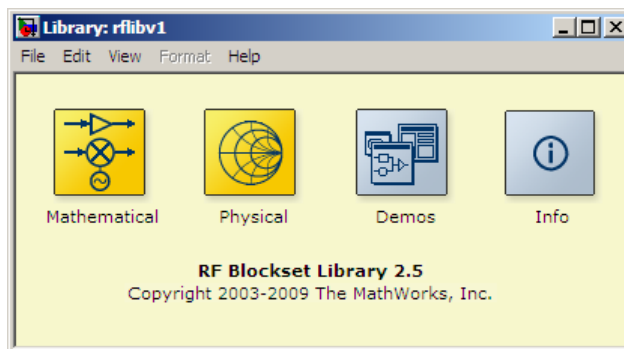 Library: rflibv1
File Edit View Format Help
Mathematical Physical Demos Info
RF Blockset Library 2.5
Copyright 2003-2009 The MathWorks, Inc.